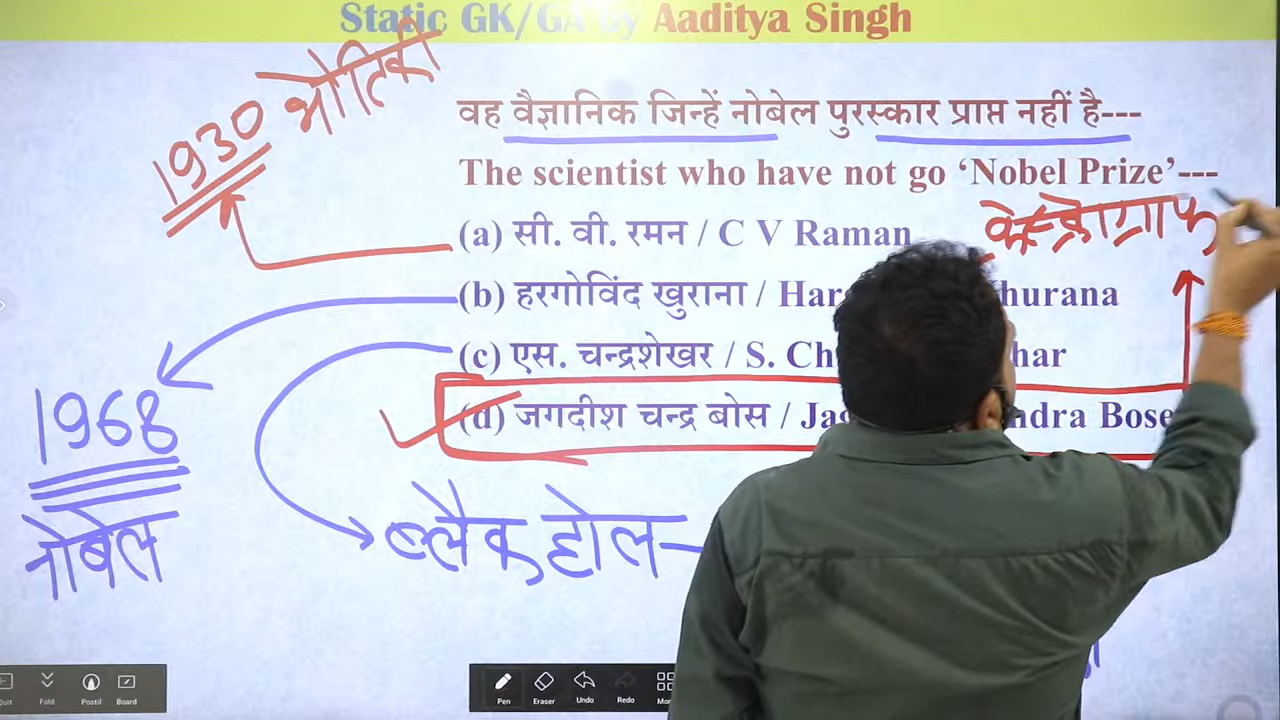 Static GK/GA by Aaditya Singh
1930 भौतिकी
वह वैज्ञानिक जिन्हें नोबेल पुरस्कार प्राप्त नहीं है---
The scientist who have not go ‘Nobel Prize’---
(a) सी. वी. रमन / C V Raman
(b) हरगोविंद खुराना / Har hurana
(c) एस. चन्द्रशेखर / S. Ch har
(d) जगदीश चन्द्र बोस / Ja ndra Bose
1968
नोबेल
ब्लैक होल–
Quit Fold Postil Board
Pen Eraser Undo Redo